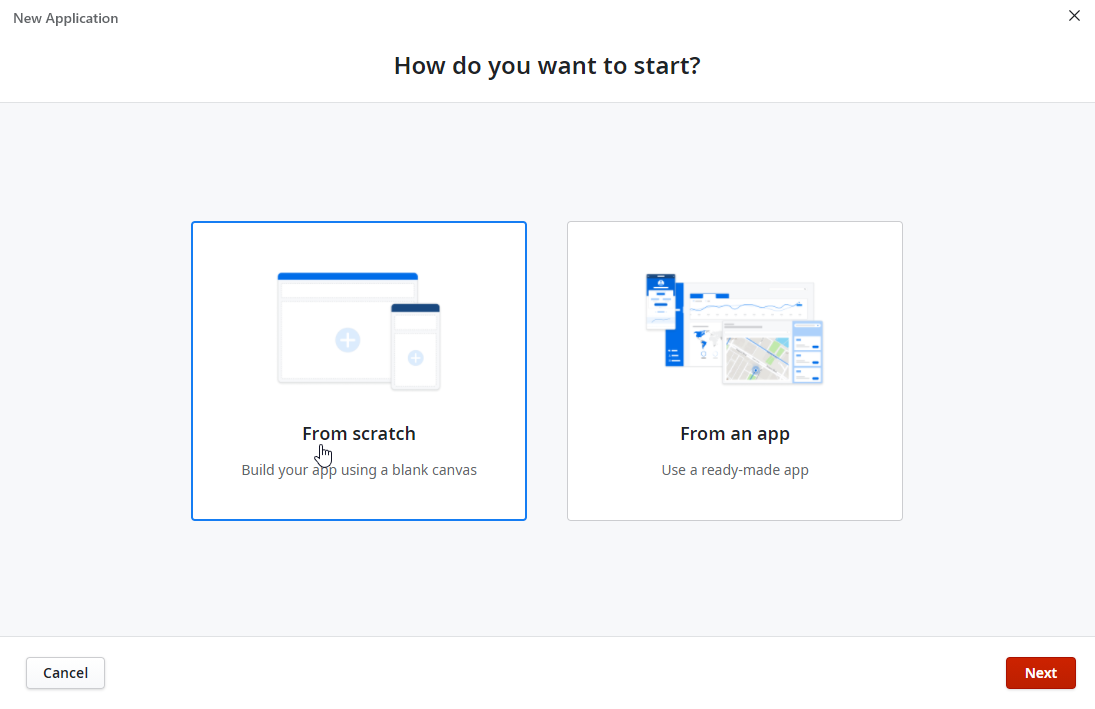 New Application
How do you want to start?
From scratch
Build your app using a blank canvas
From an app
Use a ready-made app
Cancel
Next